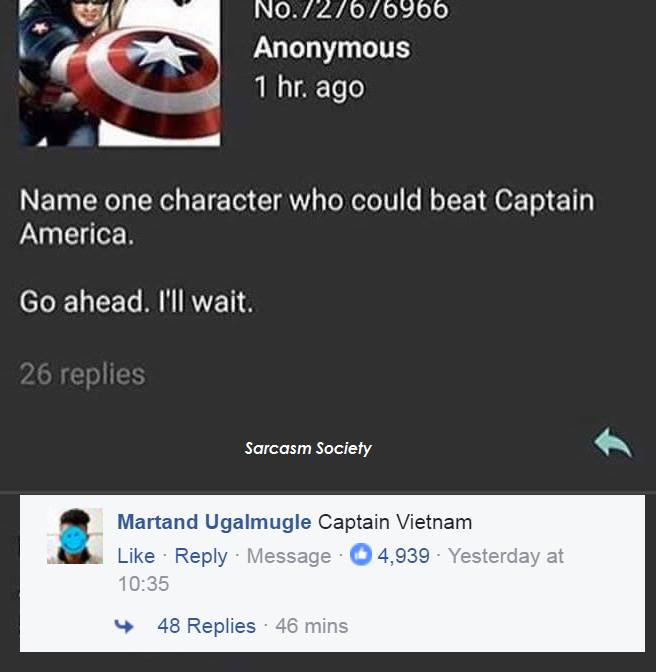 No.727676966
Anonymous
1 hr. ago
Name one character who could beat Captain
America.
Go ahead. I'll wait.
26 replies
Sarcasm Society
Martand Ugalmugle Captain Vietnam
Like · Reply · Message · 4,939 · Yesterday at
10:35
48 Replies · 46 mins